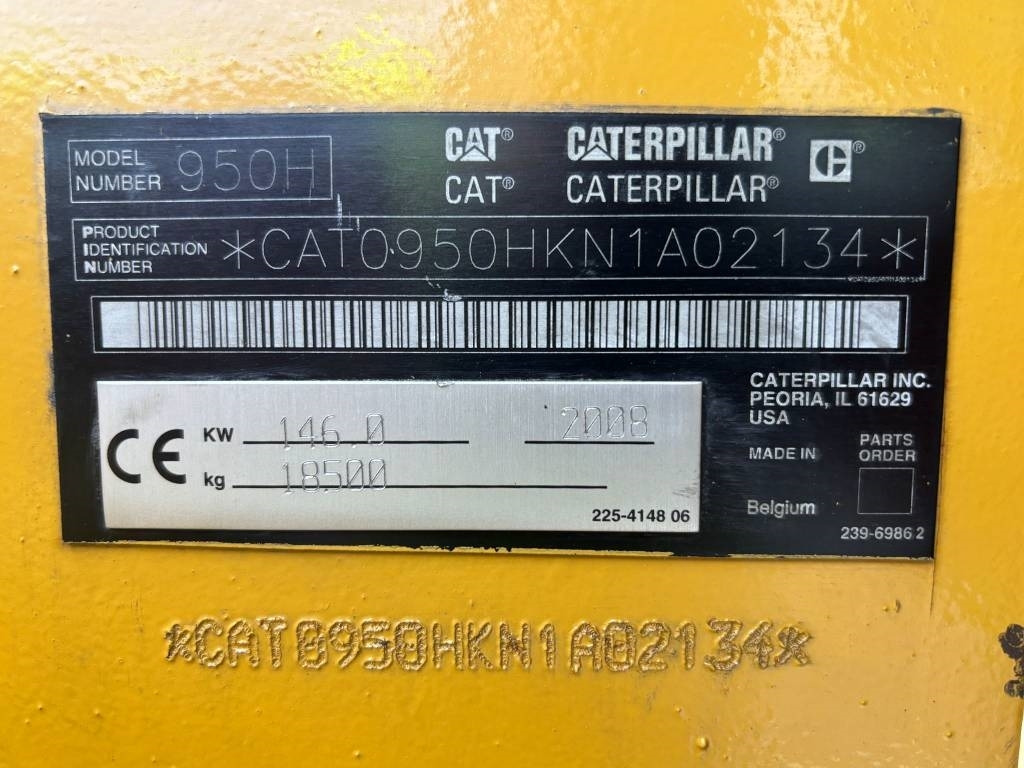 MODEL NUMBER 950H
CAT® CATERPILLAR®
CAT® CATERPILLAR®
PRODUCT IDENTIFICATION NUMBER *CAT0950HKN1A02134*
CATERPILLAR INC.
PEORIA, IL 61629
USA
CE
KW 146.0 2008
kg 18500
225-4148 06
MADE IN
Belgium
PARTS
ORDER
239-6986 2
*CAT0950HKN1A02134*